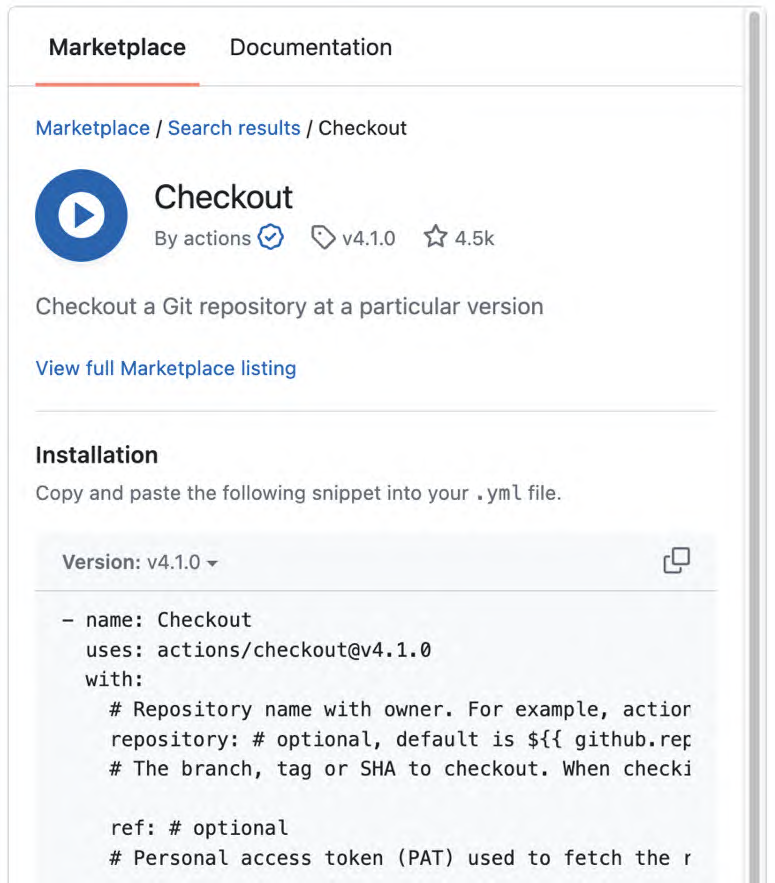 Marketplace Documentation
Marketplace / Search results / Checkout
Checkout
By actions v4.1.0 4.5k
Checkout a Git repository at a particular version
View full Marketplace listing
Installation
Copy and paste the following snippet into your .yml file.
Version: v4.1.0
- name: Checkout
  uses: actions/checkout@v4.1.0
  with:
    # Repository name with owner. For example, action
    repository: # optional, default is ${{ github.rep
    # The branch, tag or SHA to checkout. When checki
    ref: # optional
    # Personal access token (PAT) used to fetch the r